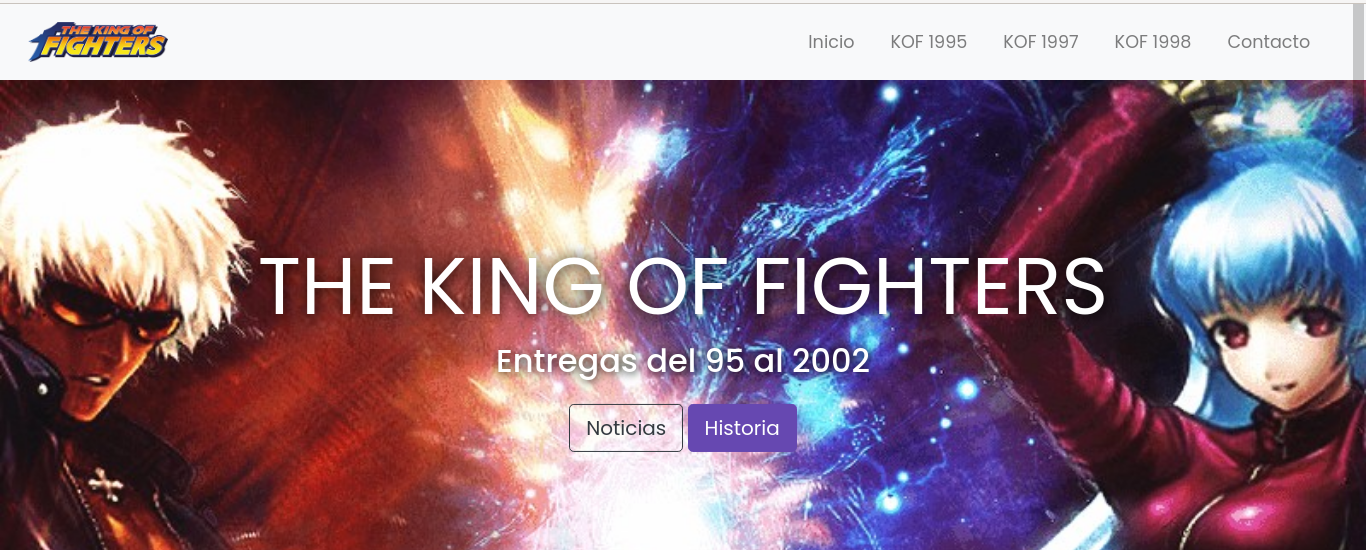 THE KING OF
FIGHTERS
Inicio KOF 1995 KOF 1997 KOF 1998 Contacto
THE KING OF FIGHTERS
Entregas del 95 al 2002
Noticias Historia